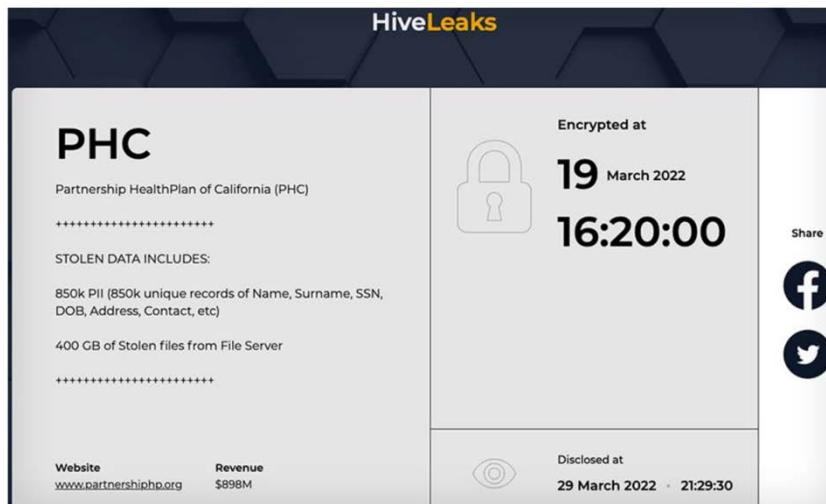 HiveLeaks
PHC
Partnership HealthPlan of California (PHC)
+++++++++++++++++++++++
STOLEN DATA INCLUDES:
850k PII (850k unique records of Name, Surname, SSN,
DOB, Address, Contact, etc)
400 GB of Stolen files from File Server
+++++++++++++++++++++++
Website
www.partnershiphp.org
Revenue
$898M
Encrypted at
19 March 2022
16:20:00
Disclosed at
29 March 2022 21:29:30
Share